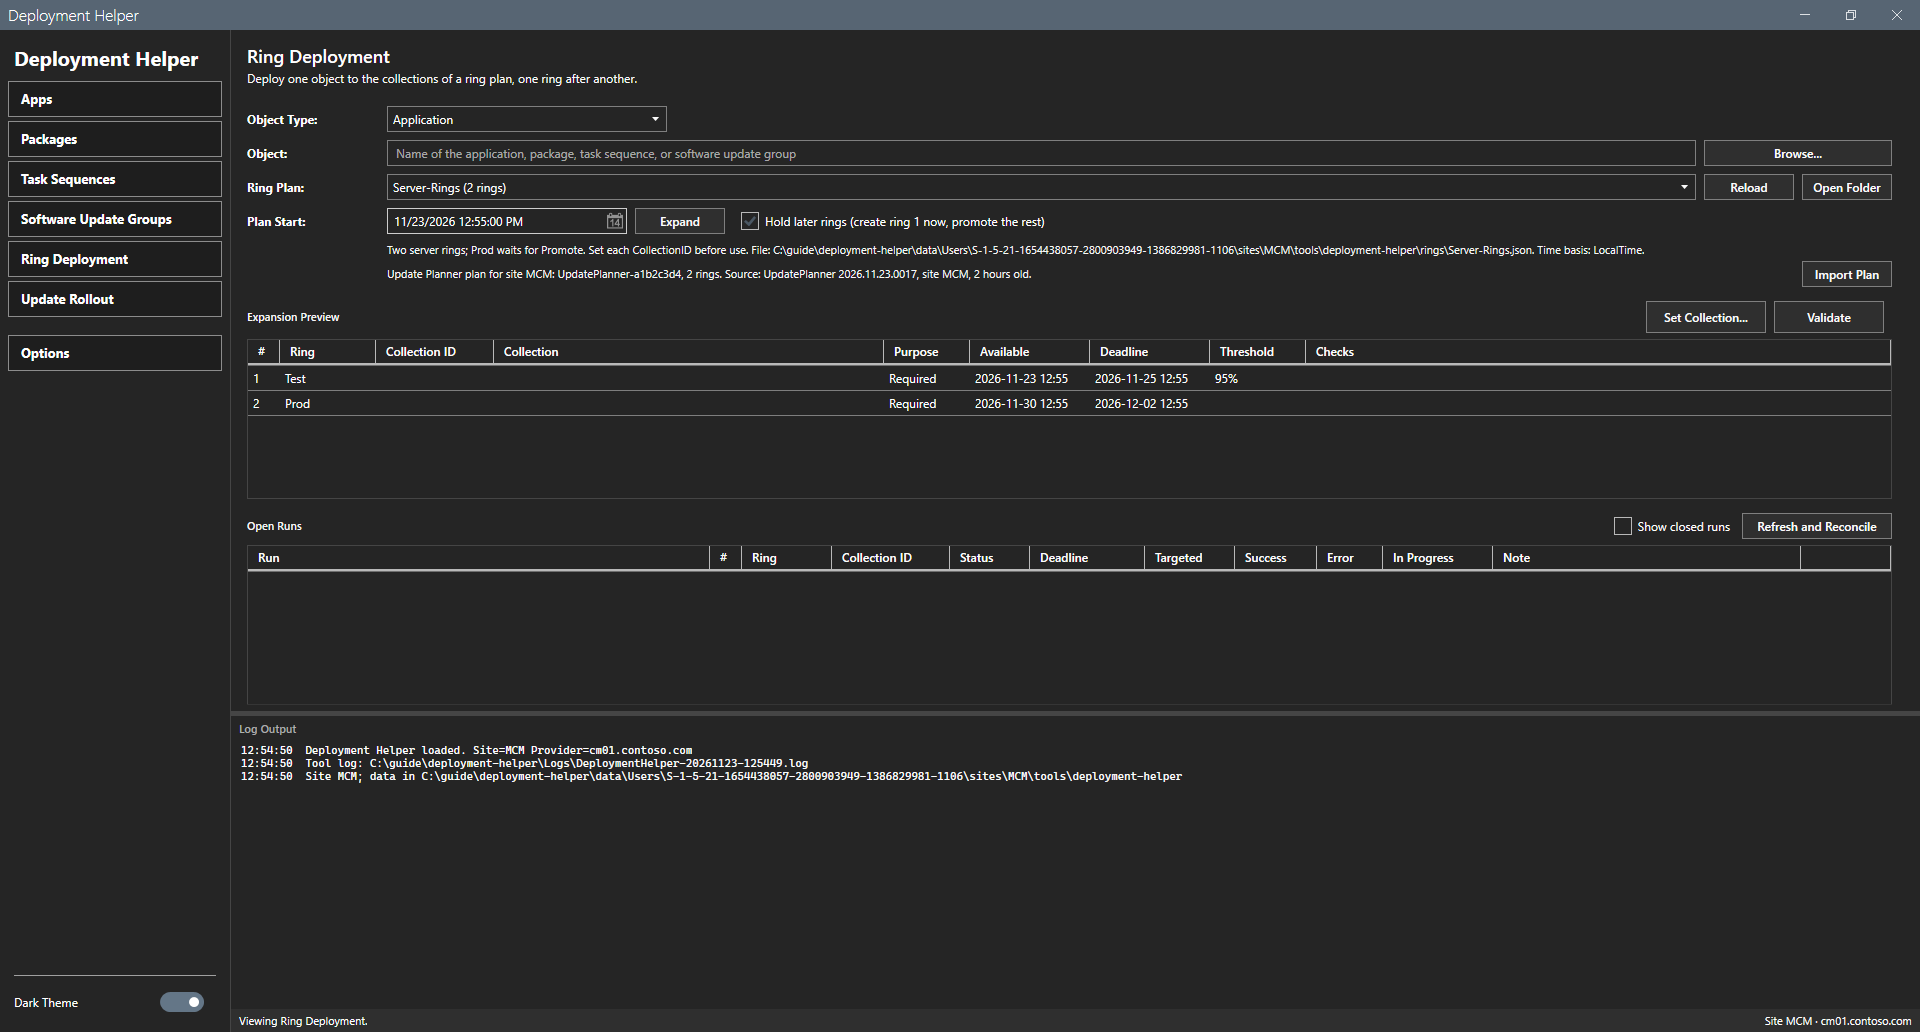 Deployment Helper
Deployment Helper
Apps
Packages
Task Sequences
Software Update Groups
Ring Deployment
Update Rollout
Options
Dark Theme
Ring Deployment
Deploy one object to the collections of a ring plan, one ring after another.
Object Type: Application
Object: Name of the application, package, task sequence, or software update group Browse...
Ring Plan: Server-Rings (2 rings) Reload Open Folder
Plan Start: 11/23/2026 12:55:00 PM 14 Expand Hold later rings (create ring 1 now, promote the rest)
Two server rings; Prod waits for Promote. Set each CollectionID before use. File: C:\guide\deployment-helper\data\Users\S-1-5-21-1654438057-2800903949-1386829981-1106\sites\MCM\tools\deployment-helper\rings\Server-Rings.json. Time basis: LocalTime.
Update Planner plan for site MCM: UpdatePlanner-a1b2c3d4, 2 rings. Source: UpdatePlanner 2026.11.23.0017, site MCM, 2 hours old. Import Plan
Expansion Preview Set Collection... Validate
# Ring Collection ID Collection Purpose Available Deadline Threshold Checks
1 Test Required 2026-11-23 12:55 2026-11-25 12:55 95%
2 Prod Required 2026-11-30 12:55 2026-12-02 12:55
Open Runs Show closed runs Refresh and Reconcile
Run # Ring Collection ID Status Deadline Targeted Success Error In Progress Note
Log Output
12:54:50 Deployment Helper loaded. Site=MCM Provider=cm01.contoso.com
12:54:50 Tool log: C:\guide\deployment-helper\Logs\DeploymentHelper-20261123-125449.log
12:54:50 Site MCM; data in C:\guide\deployment-helper\data\Users\S-1-5-21-1654438057-2800903949-1386829981-1106\sites\MCM\tools\deployment-helper
Viewing Ring Deployment. Site MCM · cm01.contoso.com